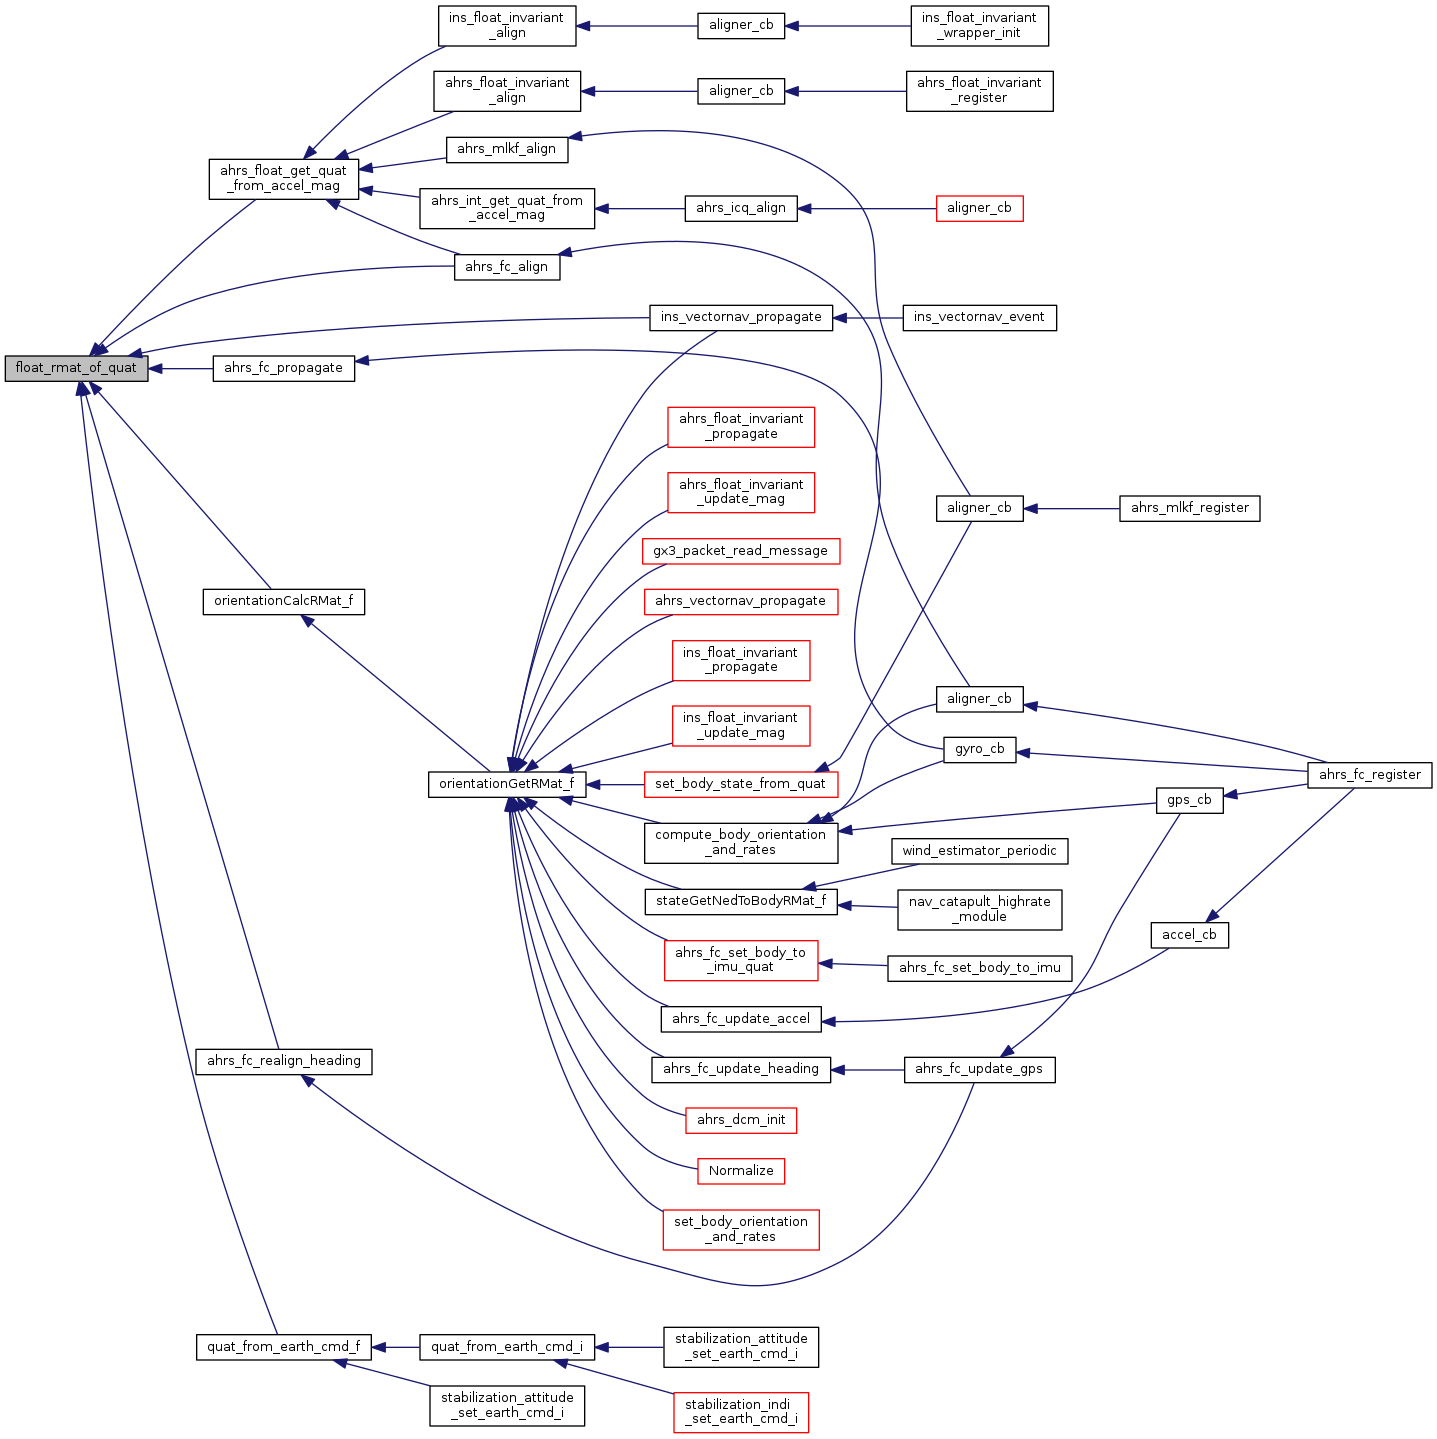 ins_float_invariant
_align
aligner_cb
ins_float_invariant
_wrapper_init
ahrs_float_invariant
_align
aligner_cb
ahrs_float_invariant
_register
ahrs_mlkf_align
ahrs_float_get_quat
_from_accel_mag
ahrs_int_get_quat_from
_accel_mag
ahrs_icq_align
aligner_cb
ahrs_fc_align
ins_vectornav_propagate
ins_vectornav_event
float_rmat_of_quat
ahrs_fc_propagate
ahrs_float_invariant
_propagate
ahrs_float_invariant
_update_mag
aligner_cb
ahrs_mlkf_register
gx3_packet_read_message
orientationCalcRMat_f
ahrs_vectornav_propagate
ins_float_invariant
_propagate
aligner_cb
ins_float_invariant
_update_mag
gyro_cb
orientationGetRMat_f
set_body_state_from_quat
ahrs_fc_register
gps_cb
compute_body_orientation
_and_rates
wind_estimator_periodic
stateGetNedToBodyRMat_f
nav_catapult_highrate
_module
accel_cb
ahrs_fc_set_body_to
_imu_quat
ahrs_fc_set_body_to_imu
ahrs_fc_update_accel
ahrs_fc_realign_heading
ahrs_fc_update_heading
ahrs_fc_update_gps
ahrs_dcm_init
Normalize
set_body_orientation
_and_rates
quat_from_earth_cmd_f
quat_from_earth_cmd_i
stabilization_attitude
_set_earth_cmd_i
stabilization_attitude
_set_earth_cmd_i
stabilization_indi
_set_earth_cmd_i